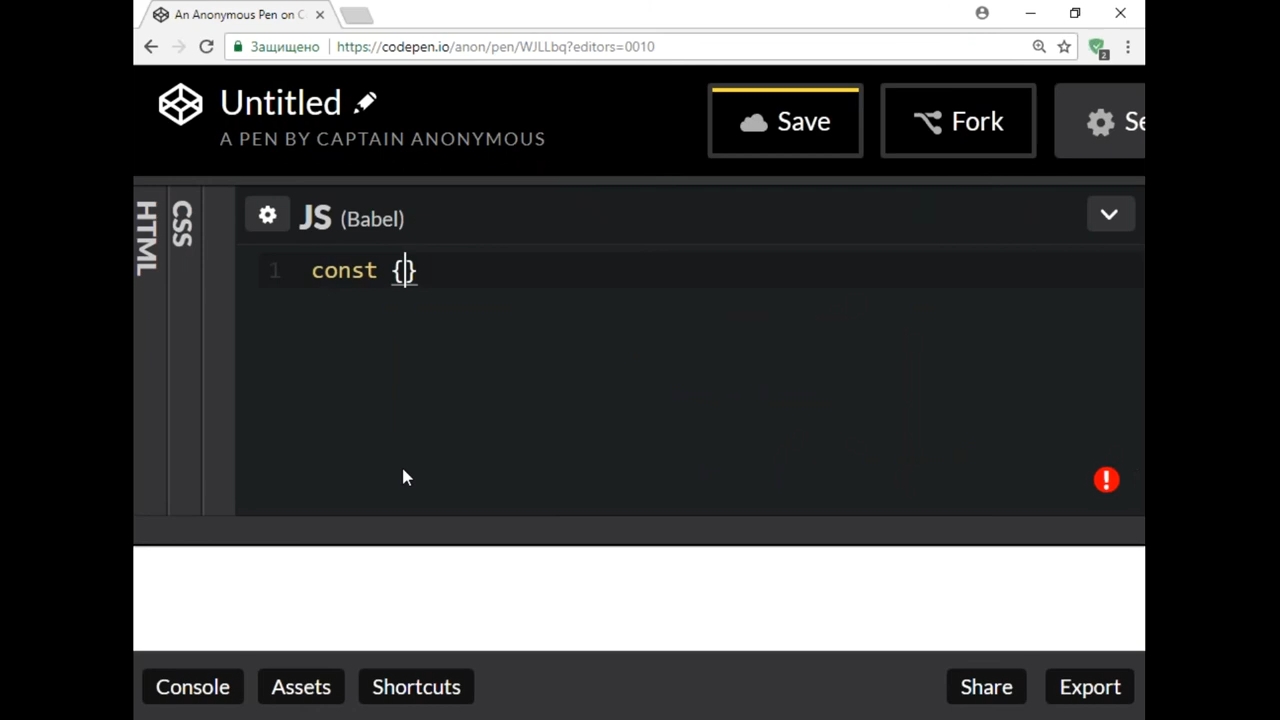 An Anonymous Pen on C
Защищено
https://codepen.io/anon/pen/WJLLbq?editors=0010
2
Untitled
A PEN BY CAPTAIN ANONYMOUS
Save
Fork
Se
HTML
CSS
JS (Babel)
1 const {}
Console
Assets
Shortcuts
Share
Export